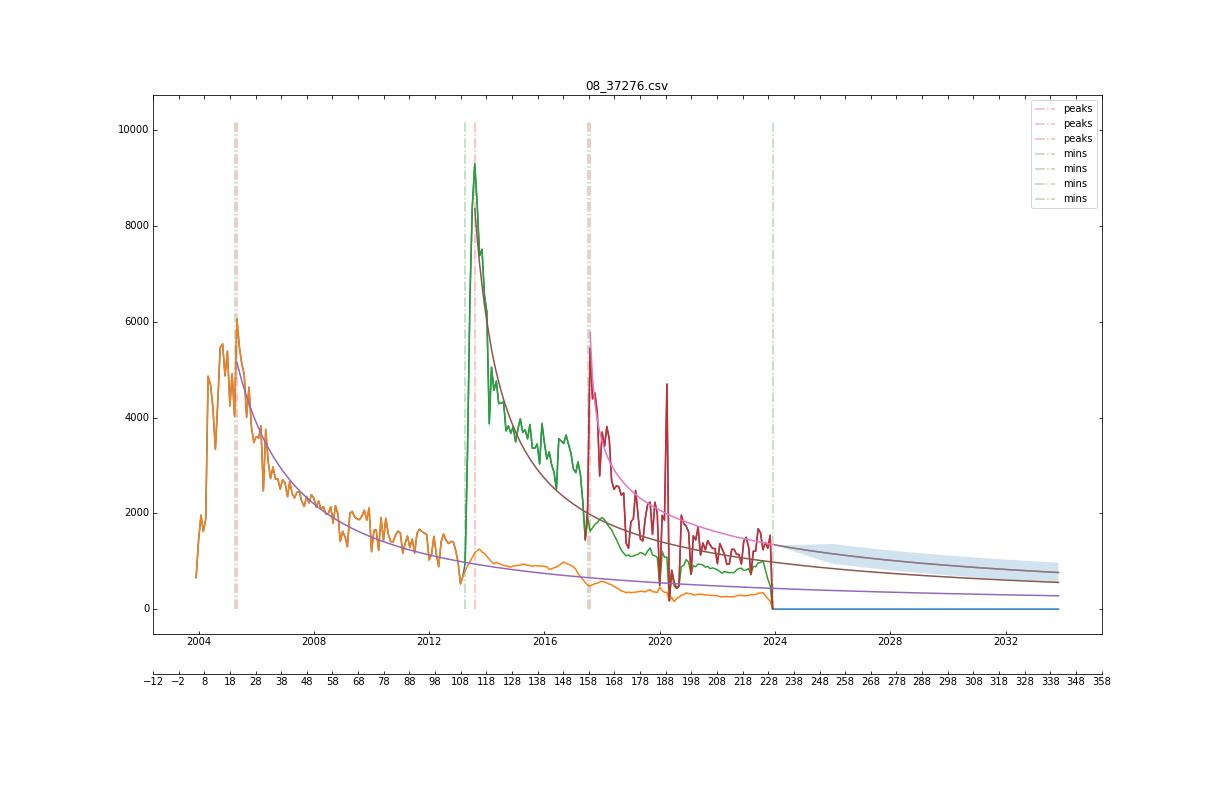 08_37276.csv
peaks
peaks
peaks
mins
mins
mins
mins
10000
8000
6000
4000
2000
0
2004 2008 2012 2016 2020 2024 2028 2032
−12 −2 8 18 28 38 48 58 68 78 88 98 108 118 128 138 148 158 168 178 188 198 208 218 228 238 248 258 268 278 288 298 308 318 328 338 348 358